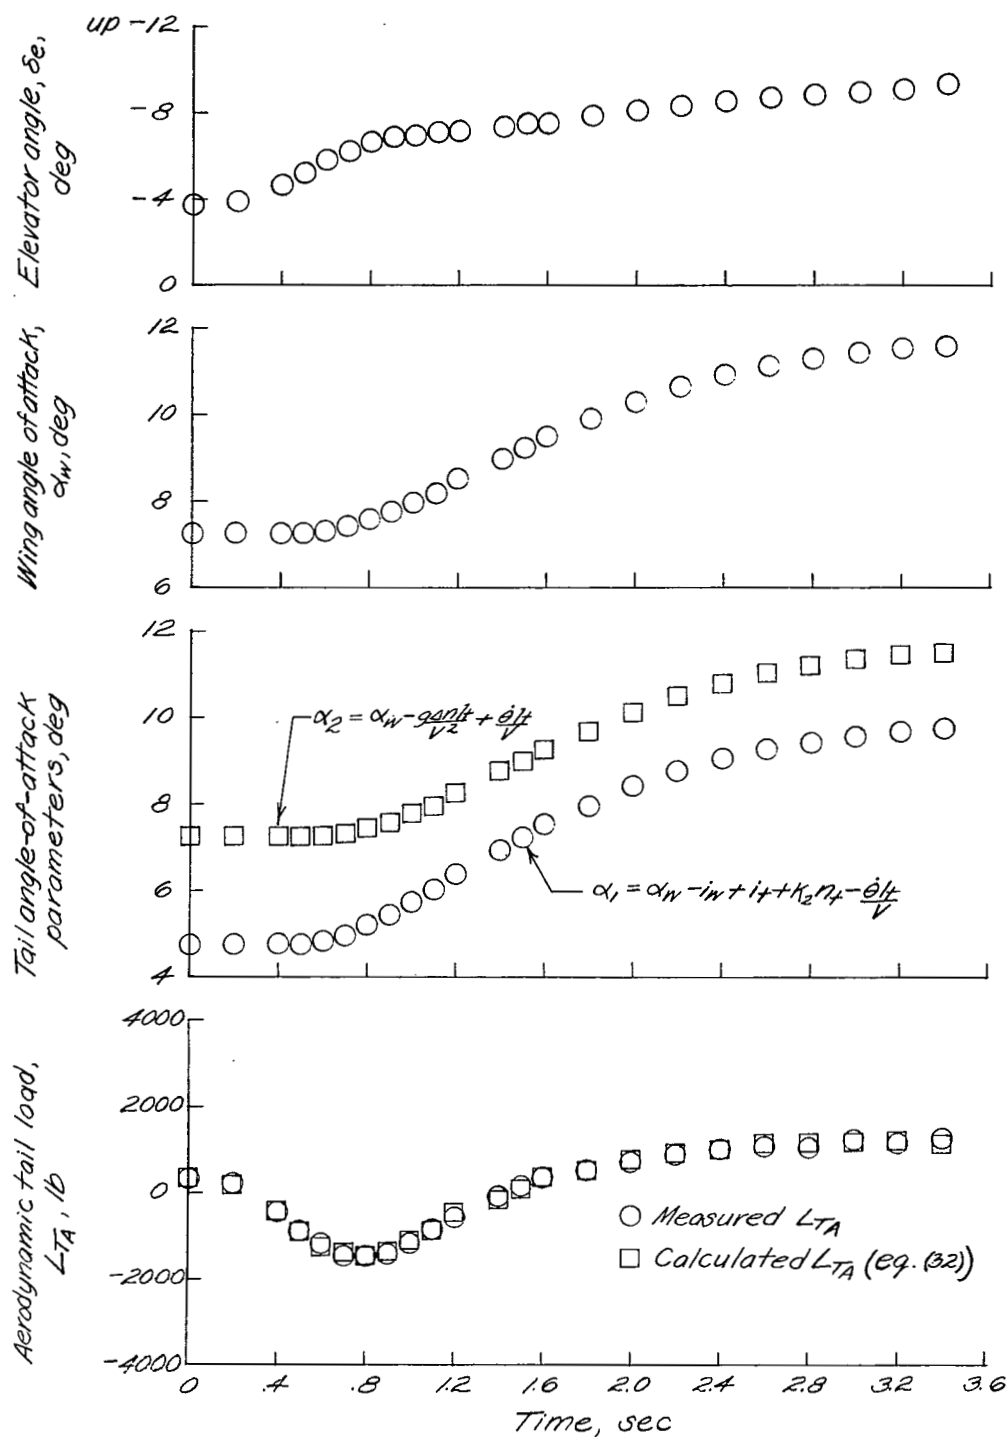 up -12
-8
-4
0
Elevator angle, δe,
deg
12
10
8
6
Wing angle of attack,
αw, deg
12
10
8
6
4
Tail angle-of-attack
parameters, deg
α2 = αw - gΔnlt/V² + θ̇lt/V
α1 = αw - iw + it + K2nt - θ̇lt/V
4000
2000
0
-2000
-4000
Aerodynamic tail load,
LTA, lb
○ Measured LTA
□ Calculated LTA (eq. (32))
0 .4 .8 1.2 1.6 2.0 2.4 2.8 3.2 3.6
Time, sec